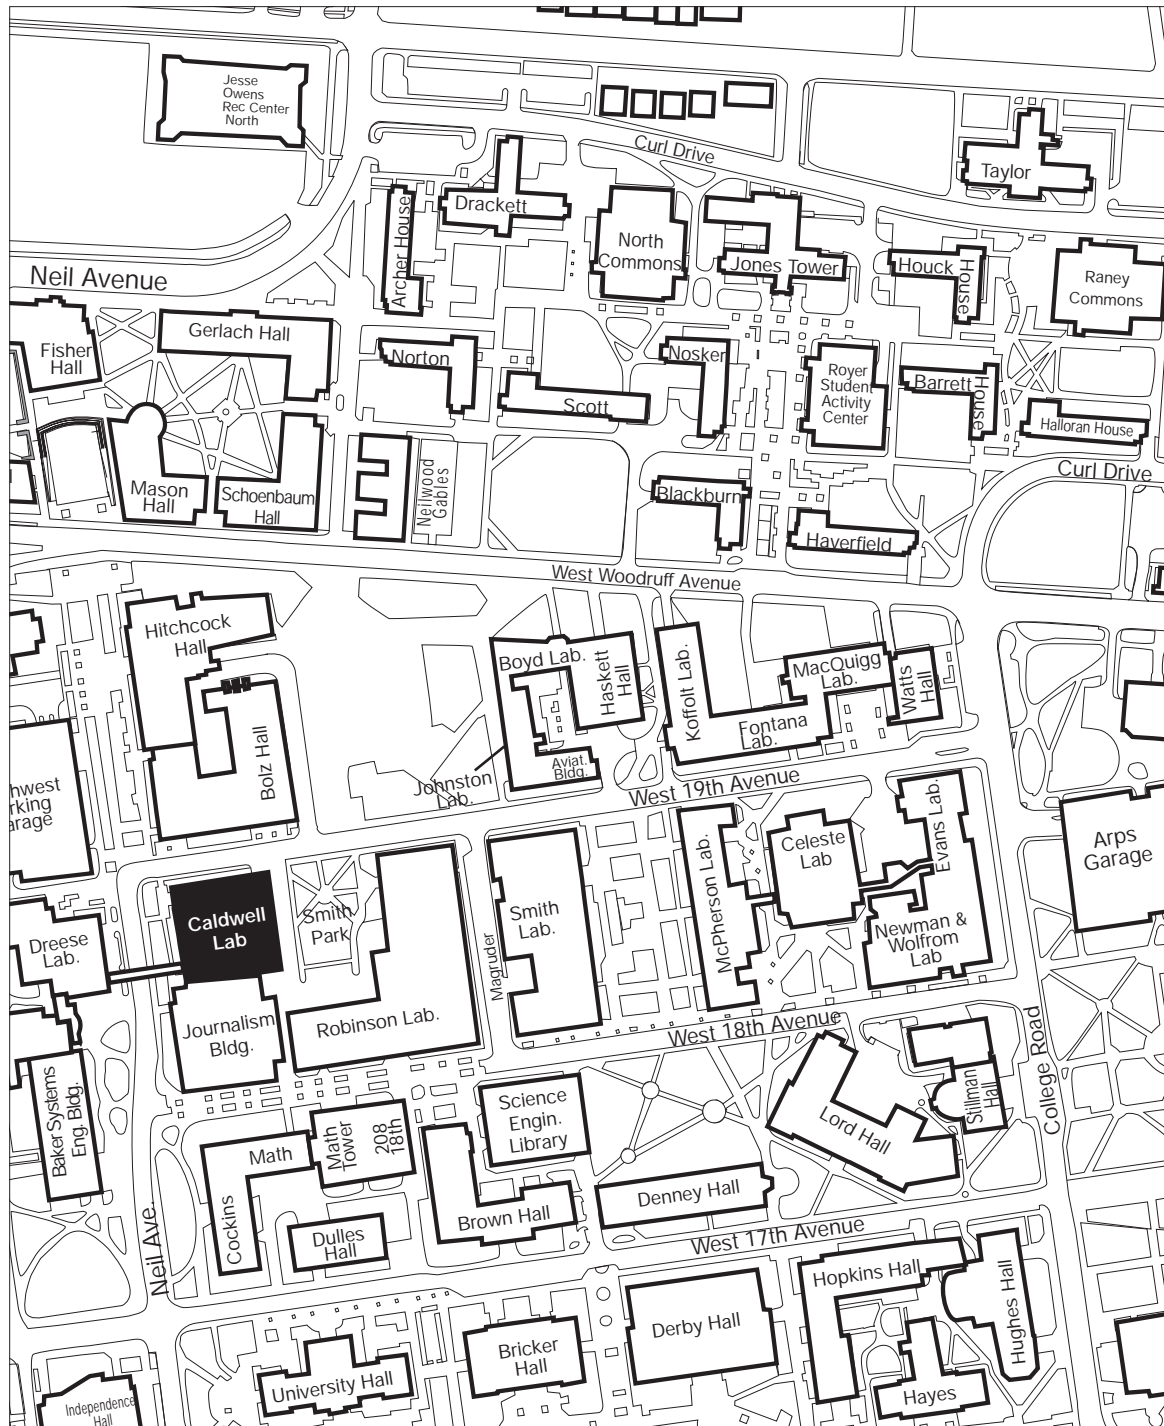 Jesse
Owens
Rec Center
North
Curl Drive
Taylor
Drackett
Archer House
North
Commons
Jones Tower
Houck
House
Raney
Commons
Neil Avenue
Gerlach Hall
Fisher
Hall
Norton
Nosker
Scott
Royer
Student
Activity
Center
Barrett
House
Halloran House
Curl Drive
Mason
Hall
Schoenbaum
Hall
Neilwood
Gables
Blackburn
Haverfield
West Woodruff Avenue
Hitchcock
Hall
Boyd Lab.
Haskett
Hall
Koffolt Lab.
MacQuigg
Lab.
Watts
Hall
Fontana
Lab.
Bolz Hall
Johnston
Lab.
Aviat.
Bldg.
West 19th Avenue
hwest
rking
arage
McPherson Lab.
Celeste
Lab
Evans Lab.
Arps
Garage
Caldwell
Lab
Smith
Park
Smith
Lab.
Magruder
Newman &
Wolfrom
Lab
Dreese
Lab.
Journalism
Bldg.
Robinson Lab.
West 18th Avenue
College Road
Baker Systems
Eng. Bldg.
Science
Engin.
Library
Lord Hall
Stillman
Hall
Math
Math
Tower
208
18th
Cockins
Dulles
Hall
Brown Hall
Denney Hall
Neil Ave.
West 17th Avenue
Hopkins Hall
Hughes Hall
Derby Hall
Bricker
Hall
University Hall
Hayes
Independence
Hall